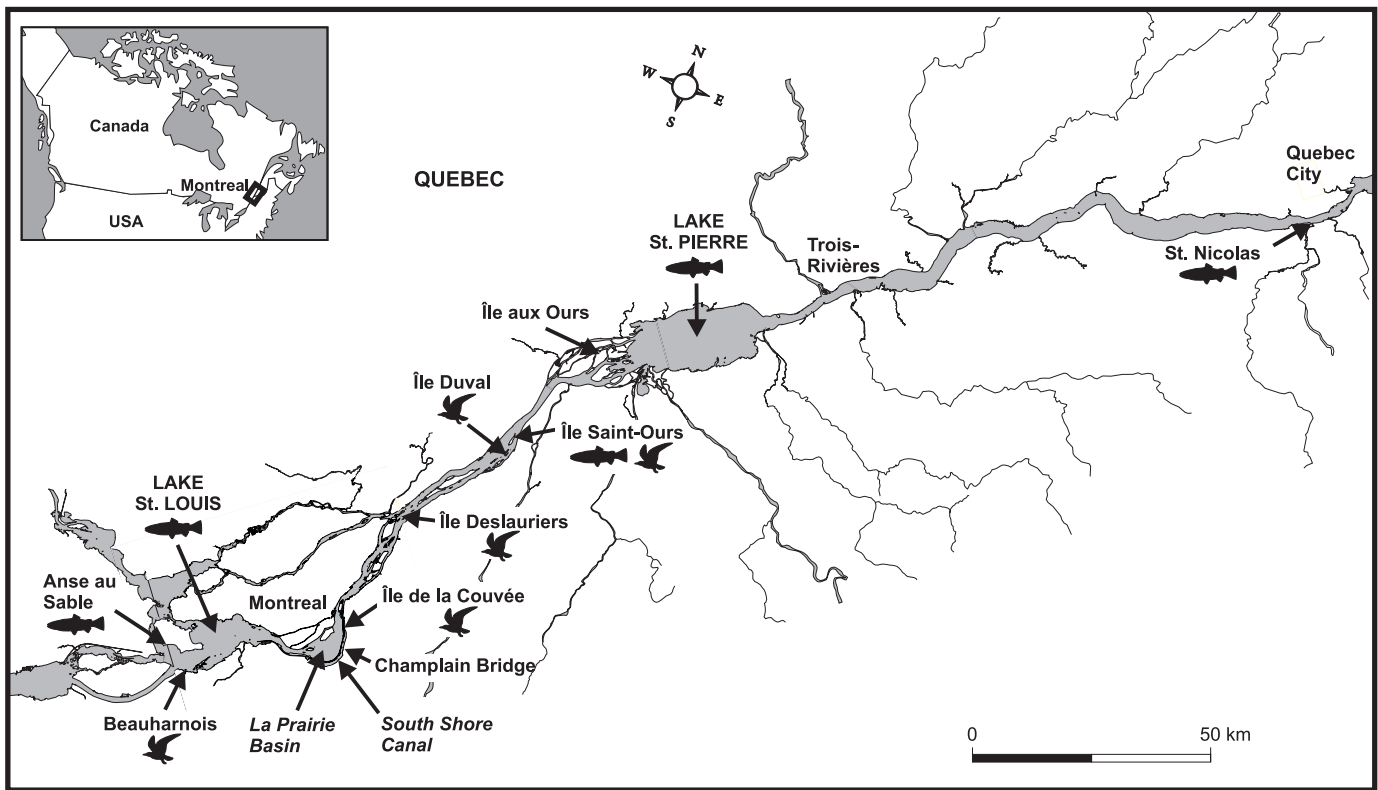 Canada
Montreal
USA
N
W
E
S
QUEBEC
Quebec
City
LAKE
St. PIERRE
Trois-
Rivières
St. Nicolas
Île aux Ours
Île Duval
Île Saint-Ours
LAKE
St. LOUIS
Île Deslauriers
Anse au
Sable
Montreal
Île de la Couvée
Champlain Bridge
Beauharnois
La Prairie
Basin
South Shore
Canal
0
50 km